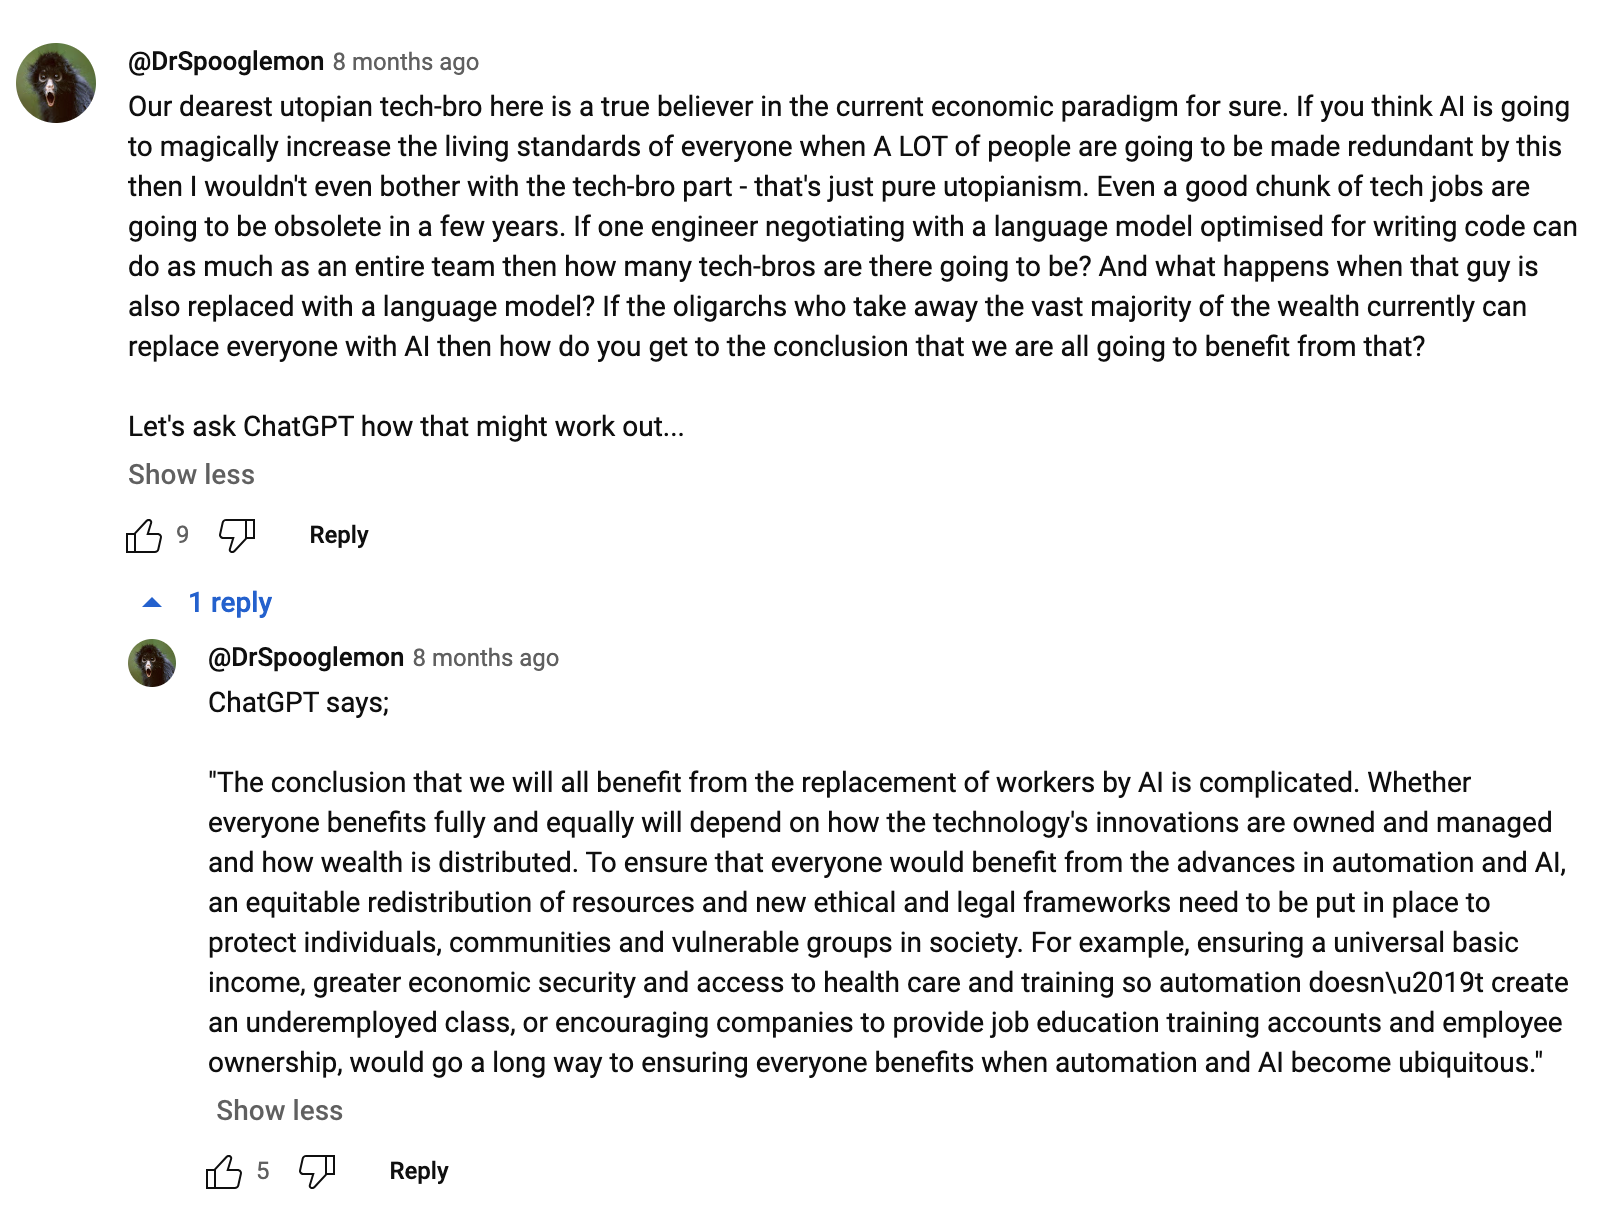 @DrSpooglemon 8 months ago
Our dearest utopian tech-bro here is a true believer in the current economic paradigm for sure. If you think AI is going
to magically increase the living standards of everyone when A LOT of people are going to be made redundant by this
then I wouldn't even bother with the tech-bro part - that's just pure utopianism. Even a good chunk of tech jobs are
going to be obsolete in a few years. If one engineer negotiating with a language model optimised for writing code can
do as much as an entire team then how many tech-bros are there going to be? And what happens when that guy is
also replaced with a language model? If the oligarchs who take away the vast majority of the wealth currently can
replace everyone with AI then how do you get to the conclusion that we are all going to benefit from that?
Let's ask ChatGPT how that might work out...
Show less
9 Reply
1 reply
@DrSpooglemon 8 months ago
ChatGPT says;
"The conclusion that we will all benefit from the replacement of workers by AI is complicated. Whether
everyone benefits fully and equally will depend on how the technology's innovations are owned and managed
and how wealth is distributed. To ensure that everyone would benefit from the advances in automation and AI,
an equitable redistribution of resources and new ethical and legal frameworks need to be put in place to
protect individuals, communities and vulnerable groups in society. For example, ensuring a universal basic
income, greater economic security and access to health care and training so automation doesn\u2019t create
an underemployed class, or encouraging companies to provide job education training accounts and employee
ownership, would go a long way to ensuring everyone benefits when automation and AI become ubiquitous."
Show less
5 Reply